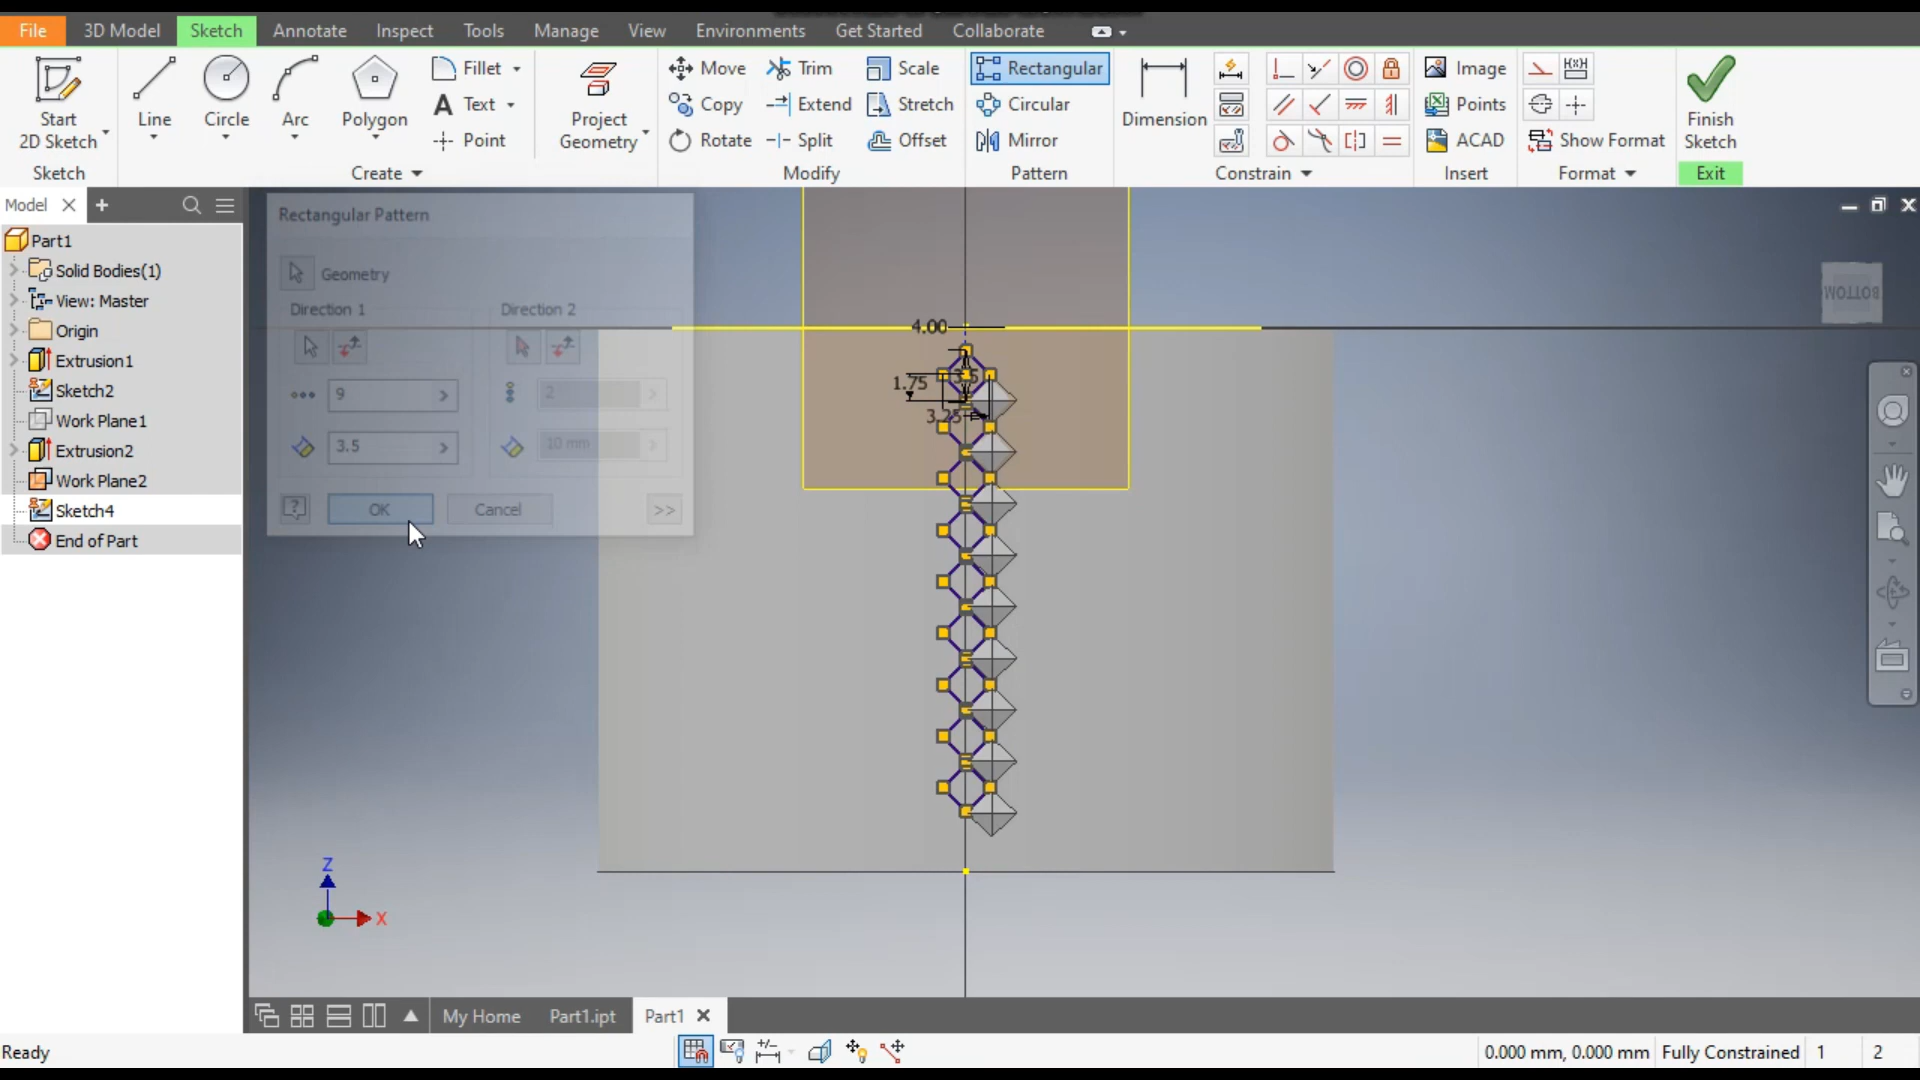 File 3D Model Sketch Annotate Inspect Tools Manage View Environments Get Started Collaborate
Start
2D Sketch
Line
Circle
Arc
Polygon
Fillet
Text
Point
Project
Geometry
Move
Copy
Rotate
Trim
Extend
Split
Scale
Stretch
Offset
Rectangular
Circular
Mirror
Dimension
Image
Points
ACAD
Show Format
Finish
Sketch
Sketch Create Modify Pattern Constrain Insert Format Exit
Model
Part1
Solid Bodies(1)
View: Master
Origin
Extrusion1
Sketch2
Work Plane1
Extrusion2
Work Plane2
Sketch4
End of Part
Rectangular Pattern
Geometry
Direction 1 Direction 2
9 2
3.5 10 mm
OK Cancel >>
BOTTOM
4.00
1.75
3.5
3.25
Z
X
My Home Part1.ipt Part1
Ready
0.000 mm, 0.000 mm Fully Constrained 1 2